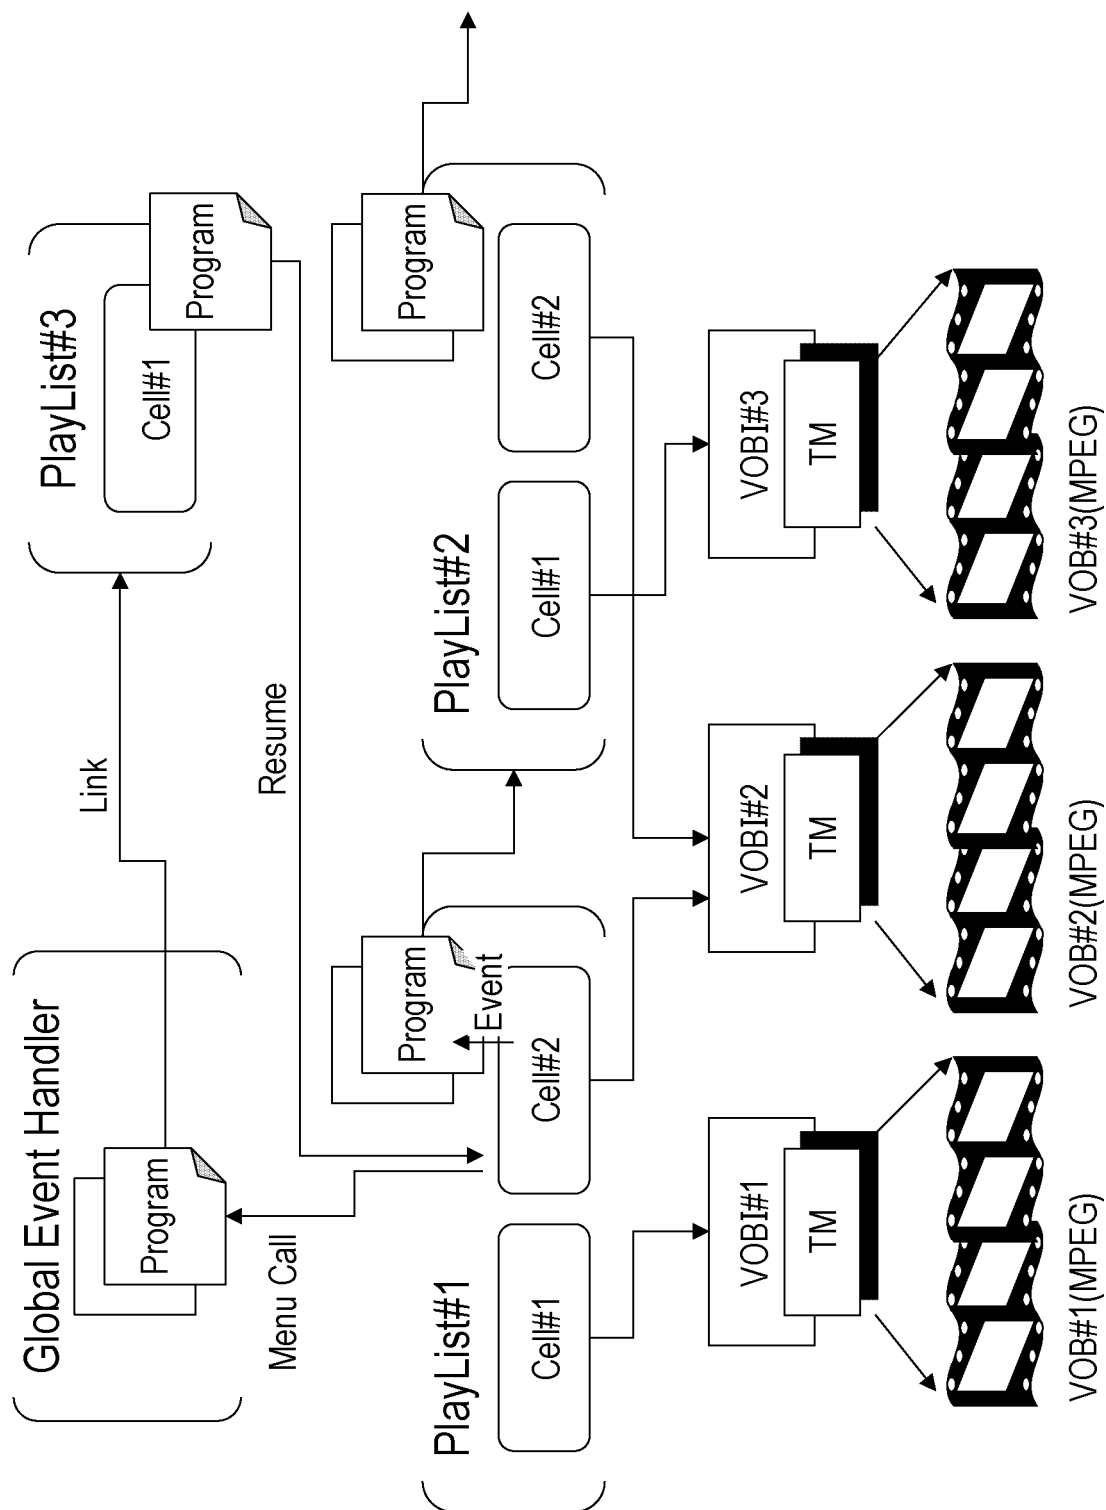 Global Event Handler
Program
Link
PlayList#3
Cell#1
Program
Menu Call
Resume
PlayList#1
Cell#1
Cell#2
Event
Program
PlayList#2
Cell#1
Cell#2
Program
VOBI#1
TM
VOBI#2
TM
VOBI#3
TM
VOB#1(MPEG)
VOB#2(MPEG)
VOB#3(MPEG)